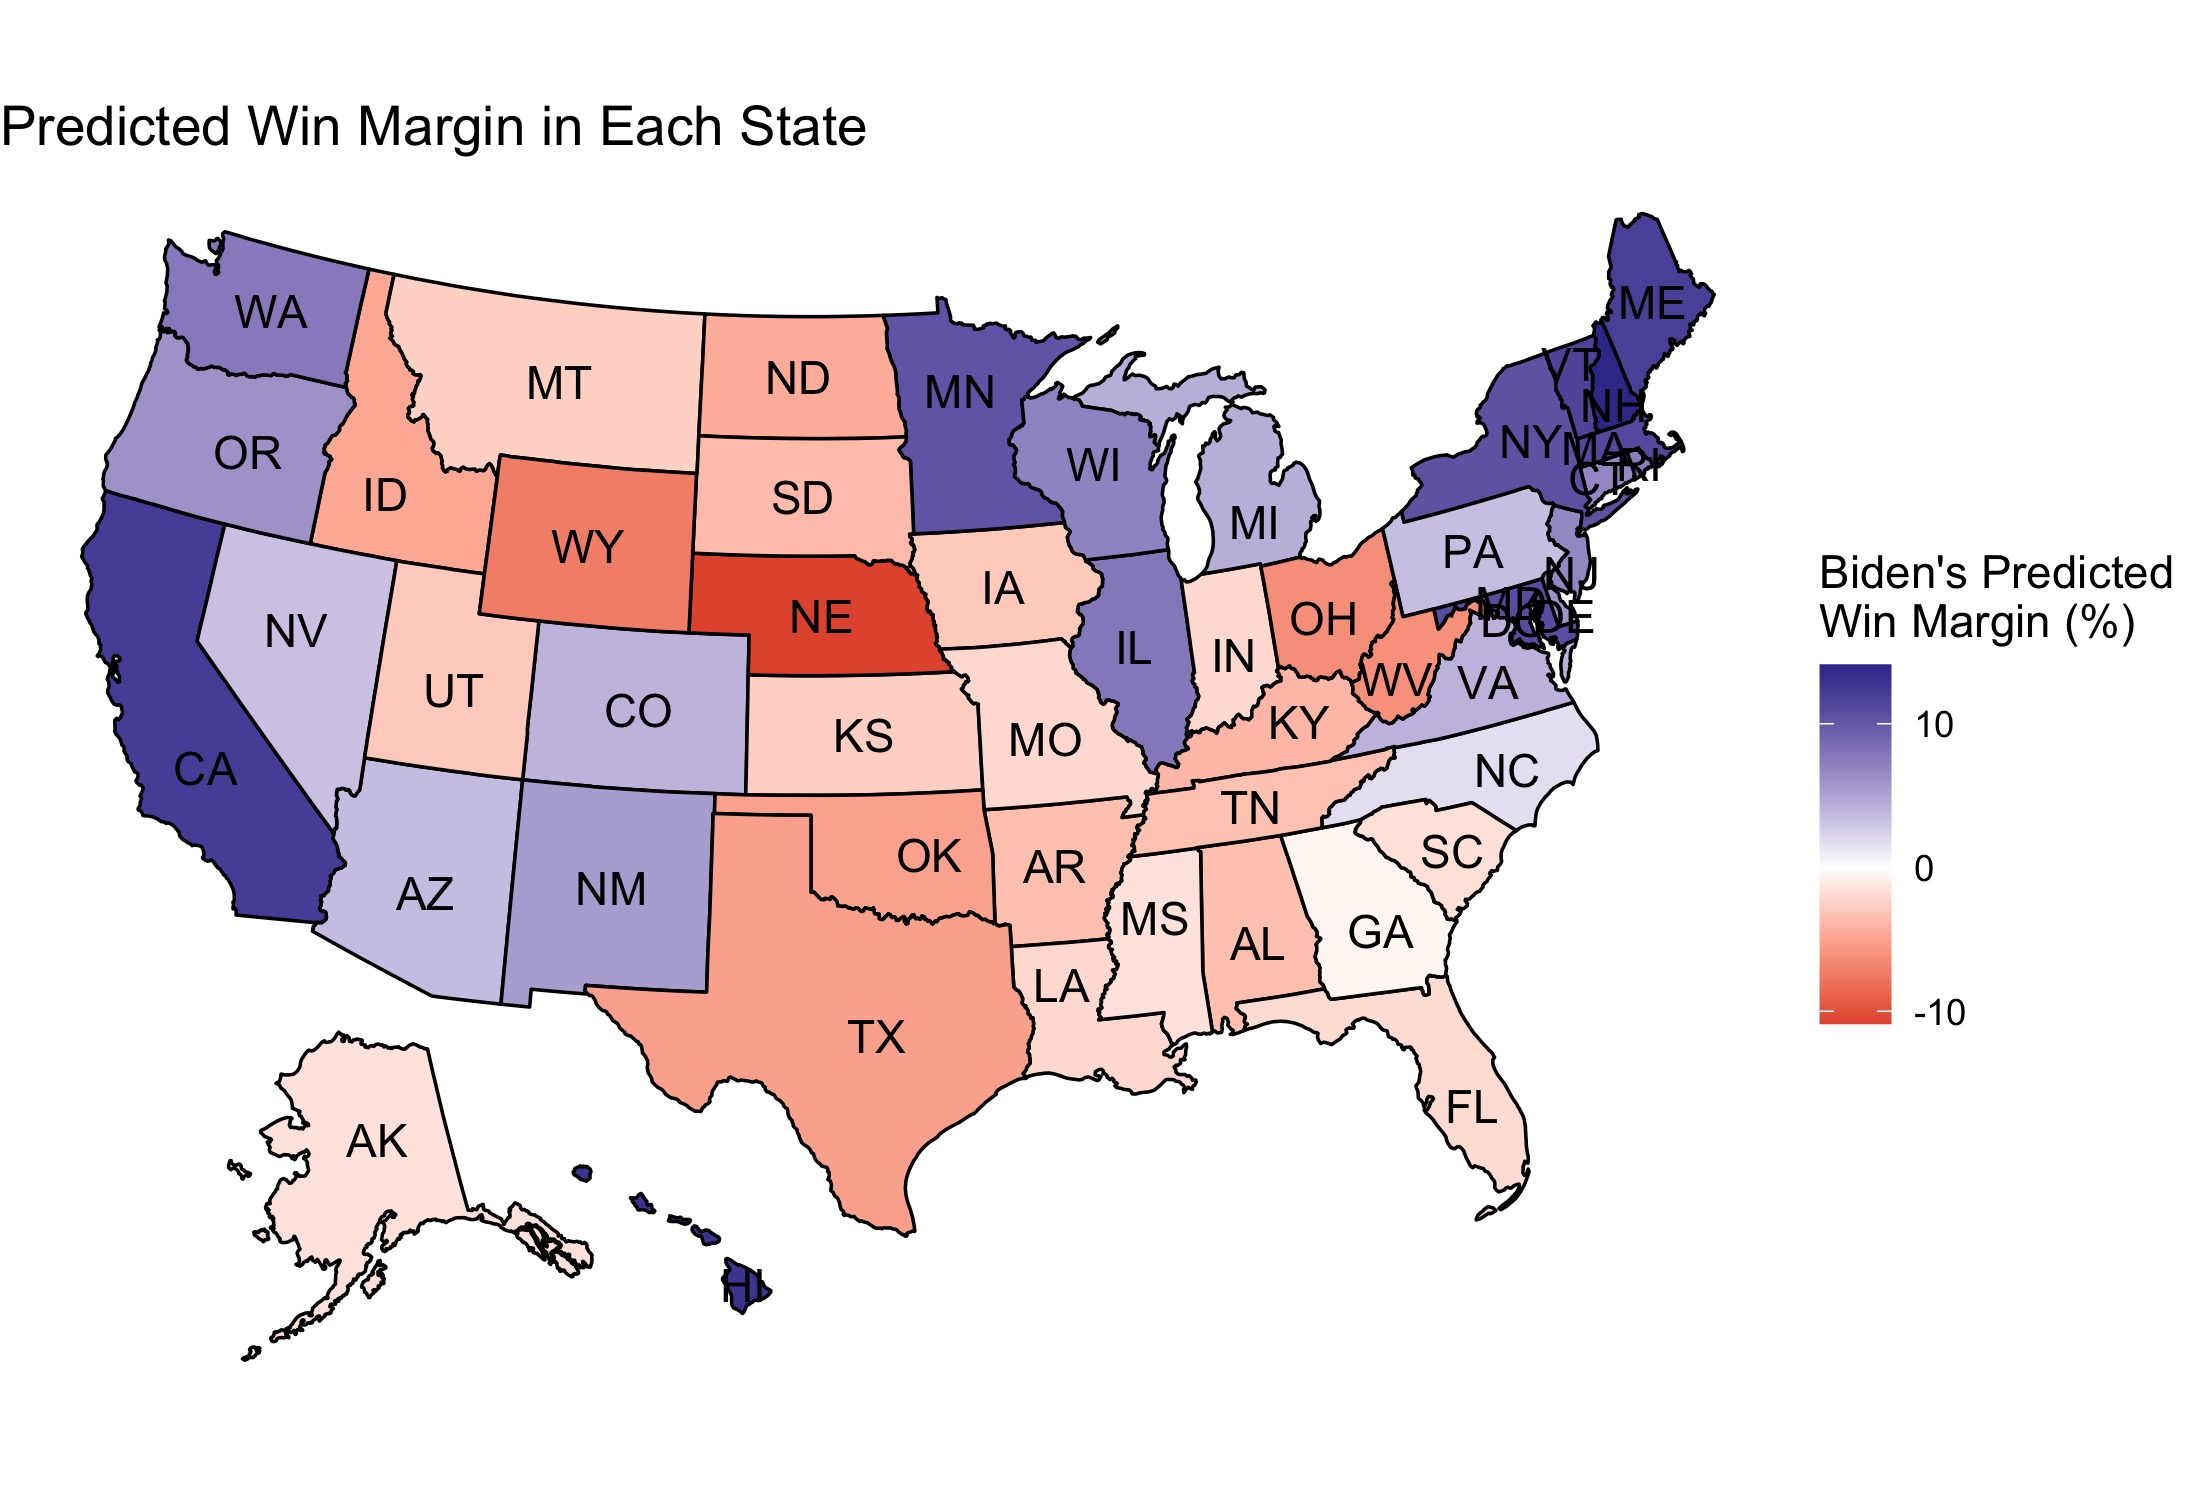 Predicted Win Margin in Each State
WA
MT
ND
MN
ME
VT
NH
OR
ID
SD
WI
MI
NY
MA
RI
CT
WY
NE
IA
PA
NJ
NV
UT
CO
IL
IN
OH
MD
DC
DE
WV
VA
KY
KS
MO
CA
NC
TN
OK
AR
SC
AZ
NM
MS
AL
GA
LA
TX
FL
AK
HI
Biden's Predicted
Win Margin (%)
10
0
-10